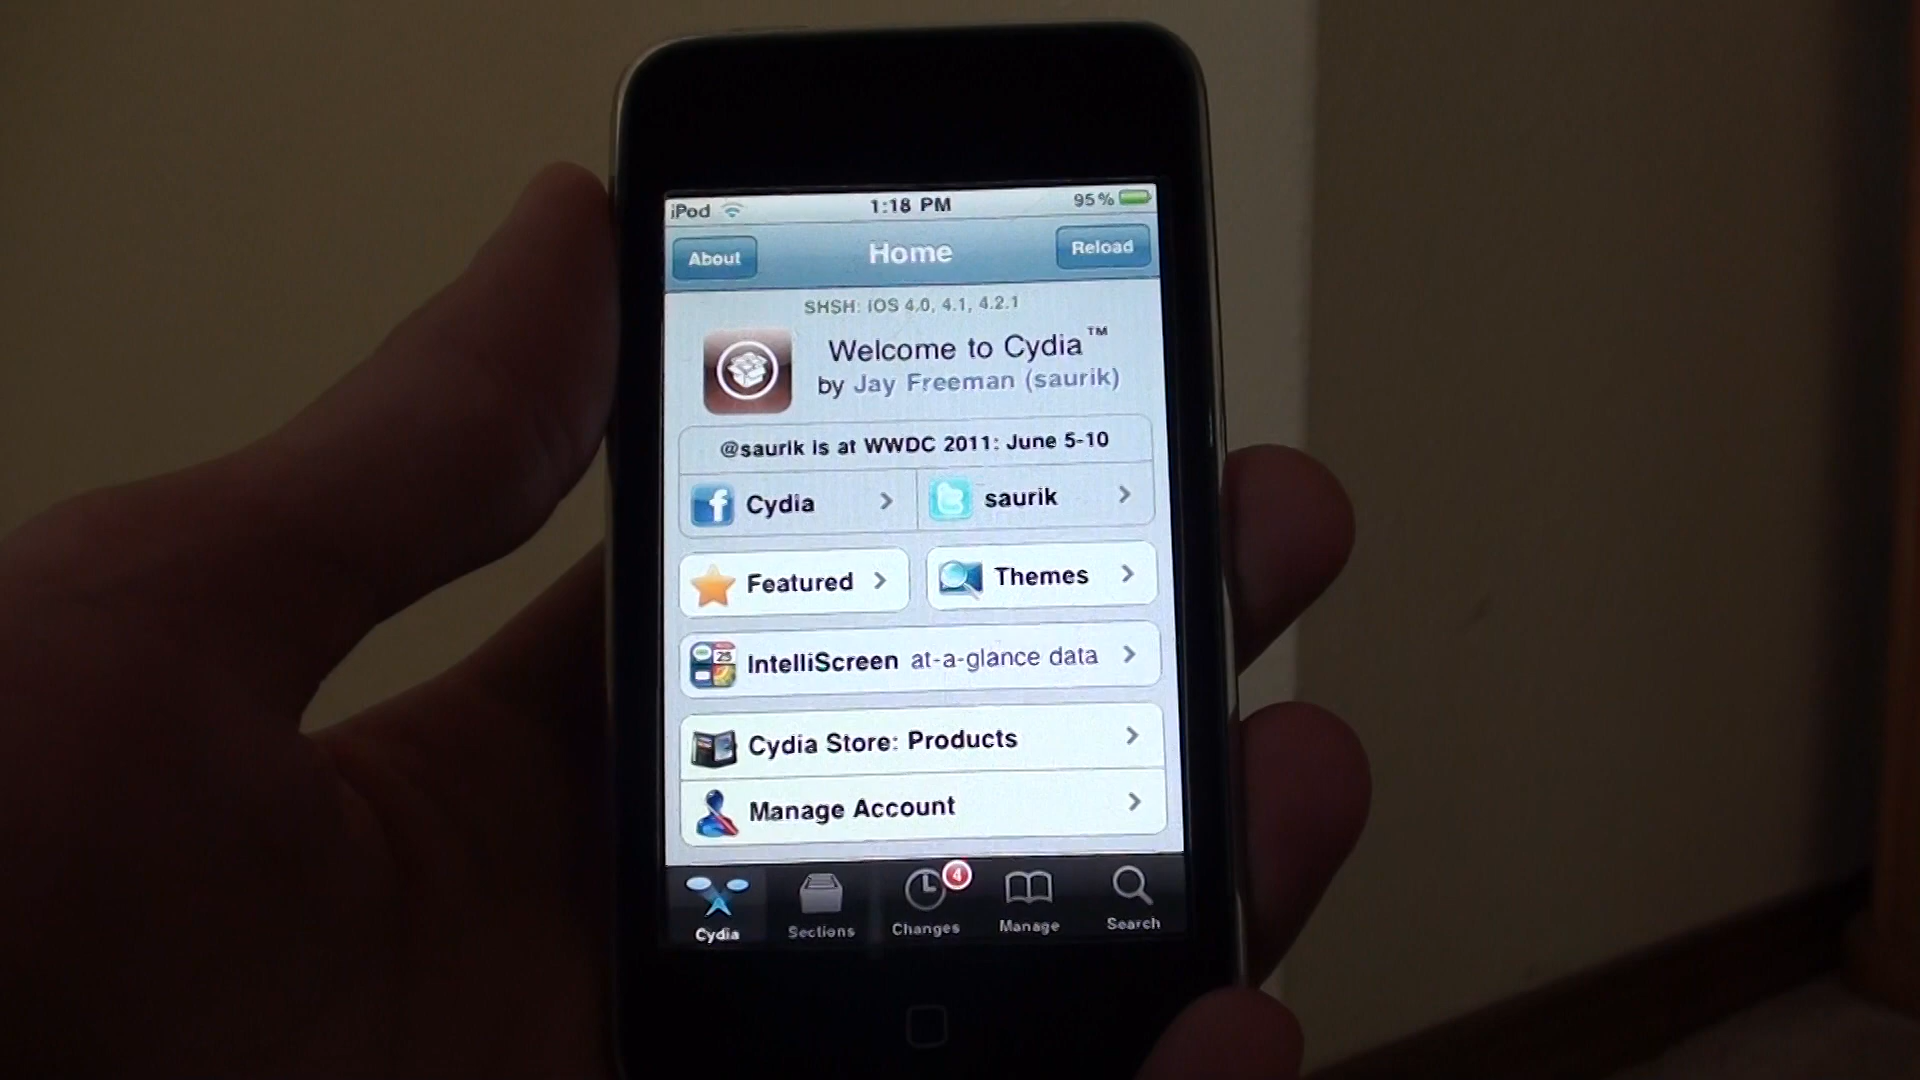 iPod 1:18 PM 95%
About Home Reload
SHSH: iOS 4.0, 4.1, 4.2.1
Welcome to Cydia™
by Jay Freeman (saurik)
@saurik is at WWDC 2011: June 5-10
Cydia
saurik
Featured
Themes
IntelliScreen at-a-glance data
Cydia Store: Products
Manage Account
4
Cydia Sections Changes Manage Search